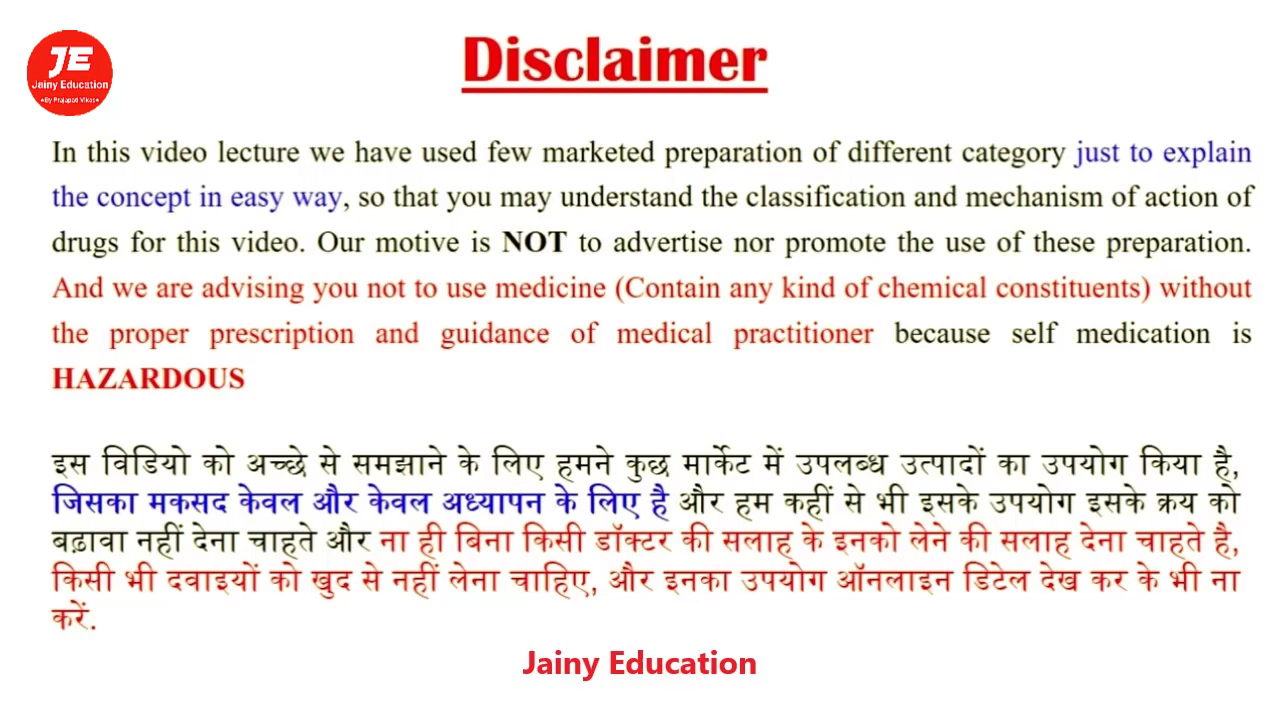 JE
Jainy Education
•By Prajapati Vikas•
Disclaimer
In this video lecture we have used few marketed preparation of different category just to explain
the concept in easy way, so that you may understand the classification and mechanism of action of
drugs for this video. Our motive is NOT to advertise nor promote the use of these preparation.
And we are advising you not to use medicine (Contain any kind of chemical constituents) without
the proper prescription and guidance of medical practitioner because self medication is
HAZARDOUS
इस विडियो को अच्छे से समझाने के लिए हमने कुछ मार्केट में उपलब्ध उत्पादों का उपयोग किया है,
जिसका मकसद केवल और केवल अध्यापन के लिए है और हम कहीं से भी इसके उपयोग इसके क्रय को
बढ़ावा नहीं देना चाहते और ना ही बिना किसी डॉक्टर की सलाह के इनको लेने की सलाह देना चाहते है,
किसी भी दवाइयों को खुद से नहीं लेना चाहिए, और इनका उपयोग ऑनलाइन डिटेल देख कर के भी ना
करें.
Jainy Education